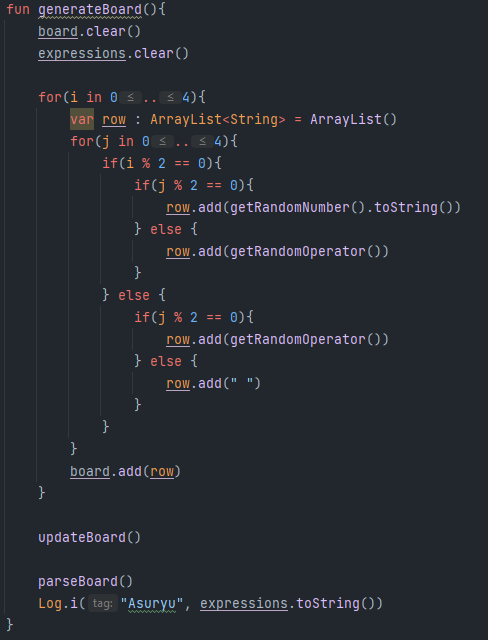 fun generateBoard(){
    board.clear()
    expressions.clear()

    for(i in 0 ≤ .. ≤ 4){
        var row : ArrayList<String> = ArrayList()
        for(j in 0 ≤ .. ≤ 4){
            if(i % 2 == 0){
                if(j % 2 == 0){
                    row.add(getRandomNumber().toString())
                } else {
                    row.add(getRandomOperator())
                }
            } else {
                if(j % 2 == 0){
                    row.add(getRandomOperator())
                } else {
                    row.add(" ")
                }
            }
        }
        board.add(row)
    }

    updateBoard()

    parseBoard()
    Log.i( tag: "Asuryu", expressions.toString())
}